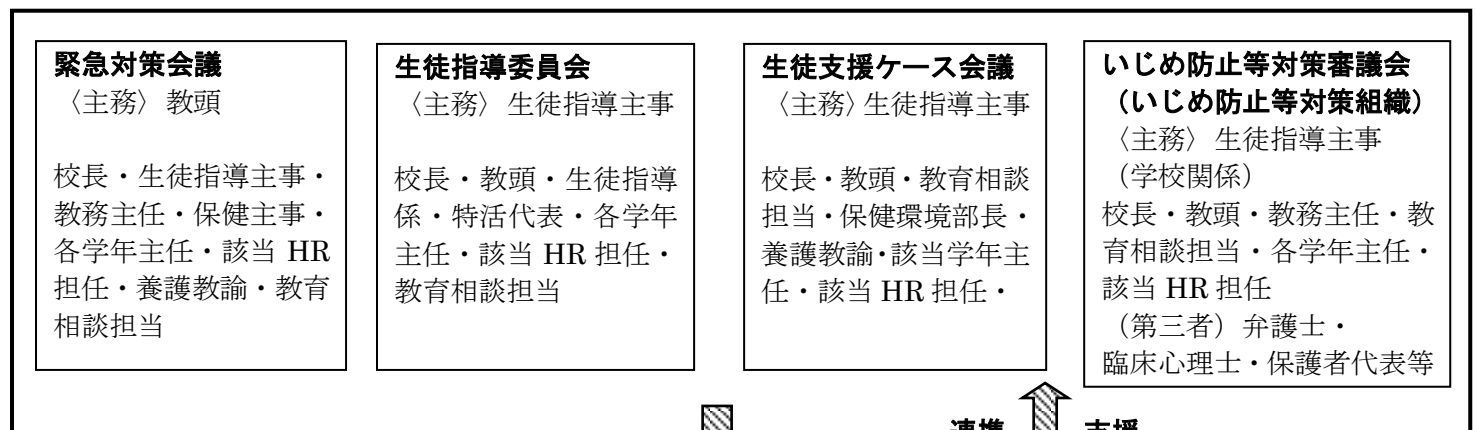 緊急対策会議
〈主務〉教頭
校長・生徒指導主事・
教務主任・保健主事・
各学年主任・該当 HR
担任・養護教諭・教育
相談担当
生徒指導委員会
〈主務〉生徒指導主事
校長・教頭・生徒指導
係・特活代表・各学年
主任・該当 HR 担任・
教育相談担当
生徒支援ケース会議
〈主務〉生徒指導主事
校長・教頭・教育相談
担当・保健環境部長・
養護教諭・該当学年主
任・該当 HR 担任・
いじめ防止等対策審議会
（いじめ防止等対策組織）
〈主務〉生徒指導主事
（学校関係）
校長・教頭・教務主任・教
育相談担当・各学年主任・
該当 HR 担任
（第三者）弁護士・
臨床心理士・保護者代表等
連携 支援